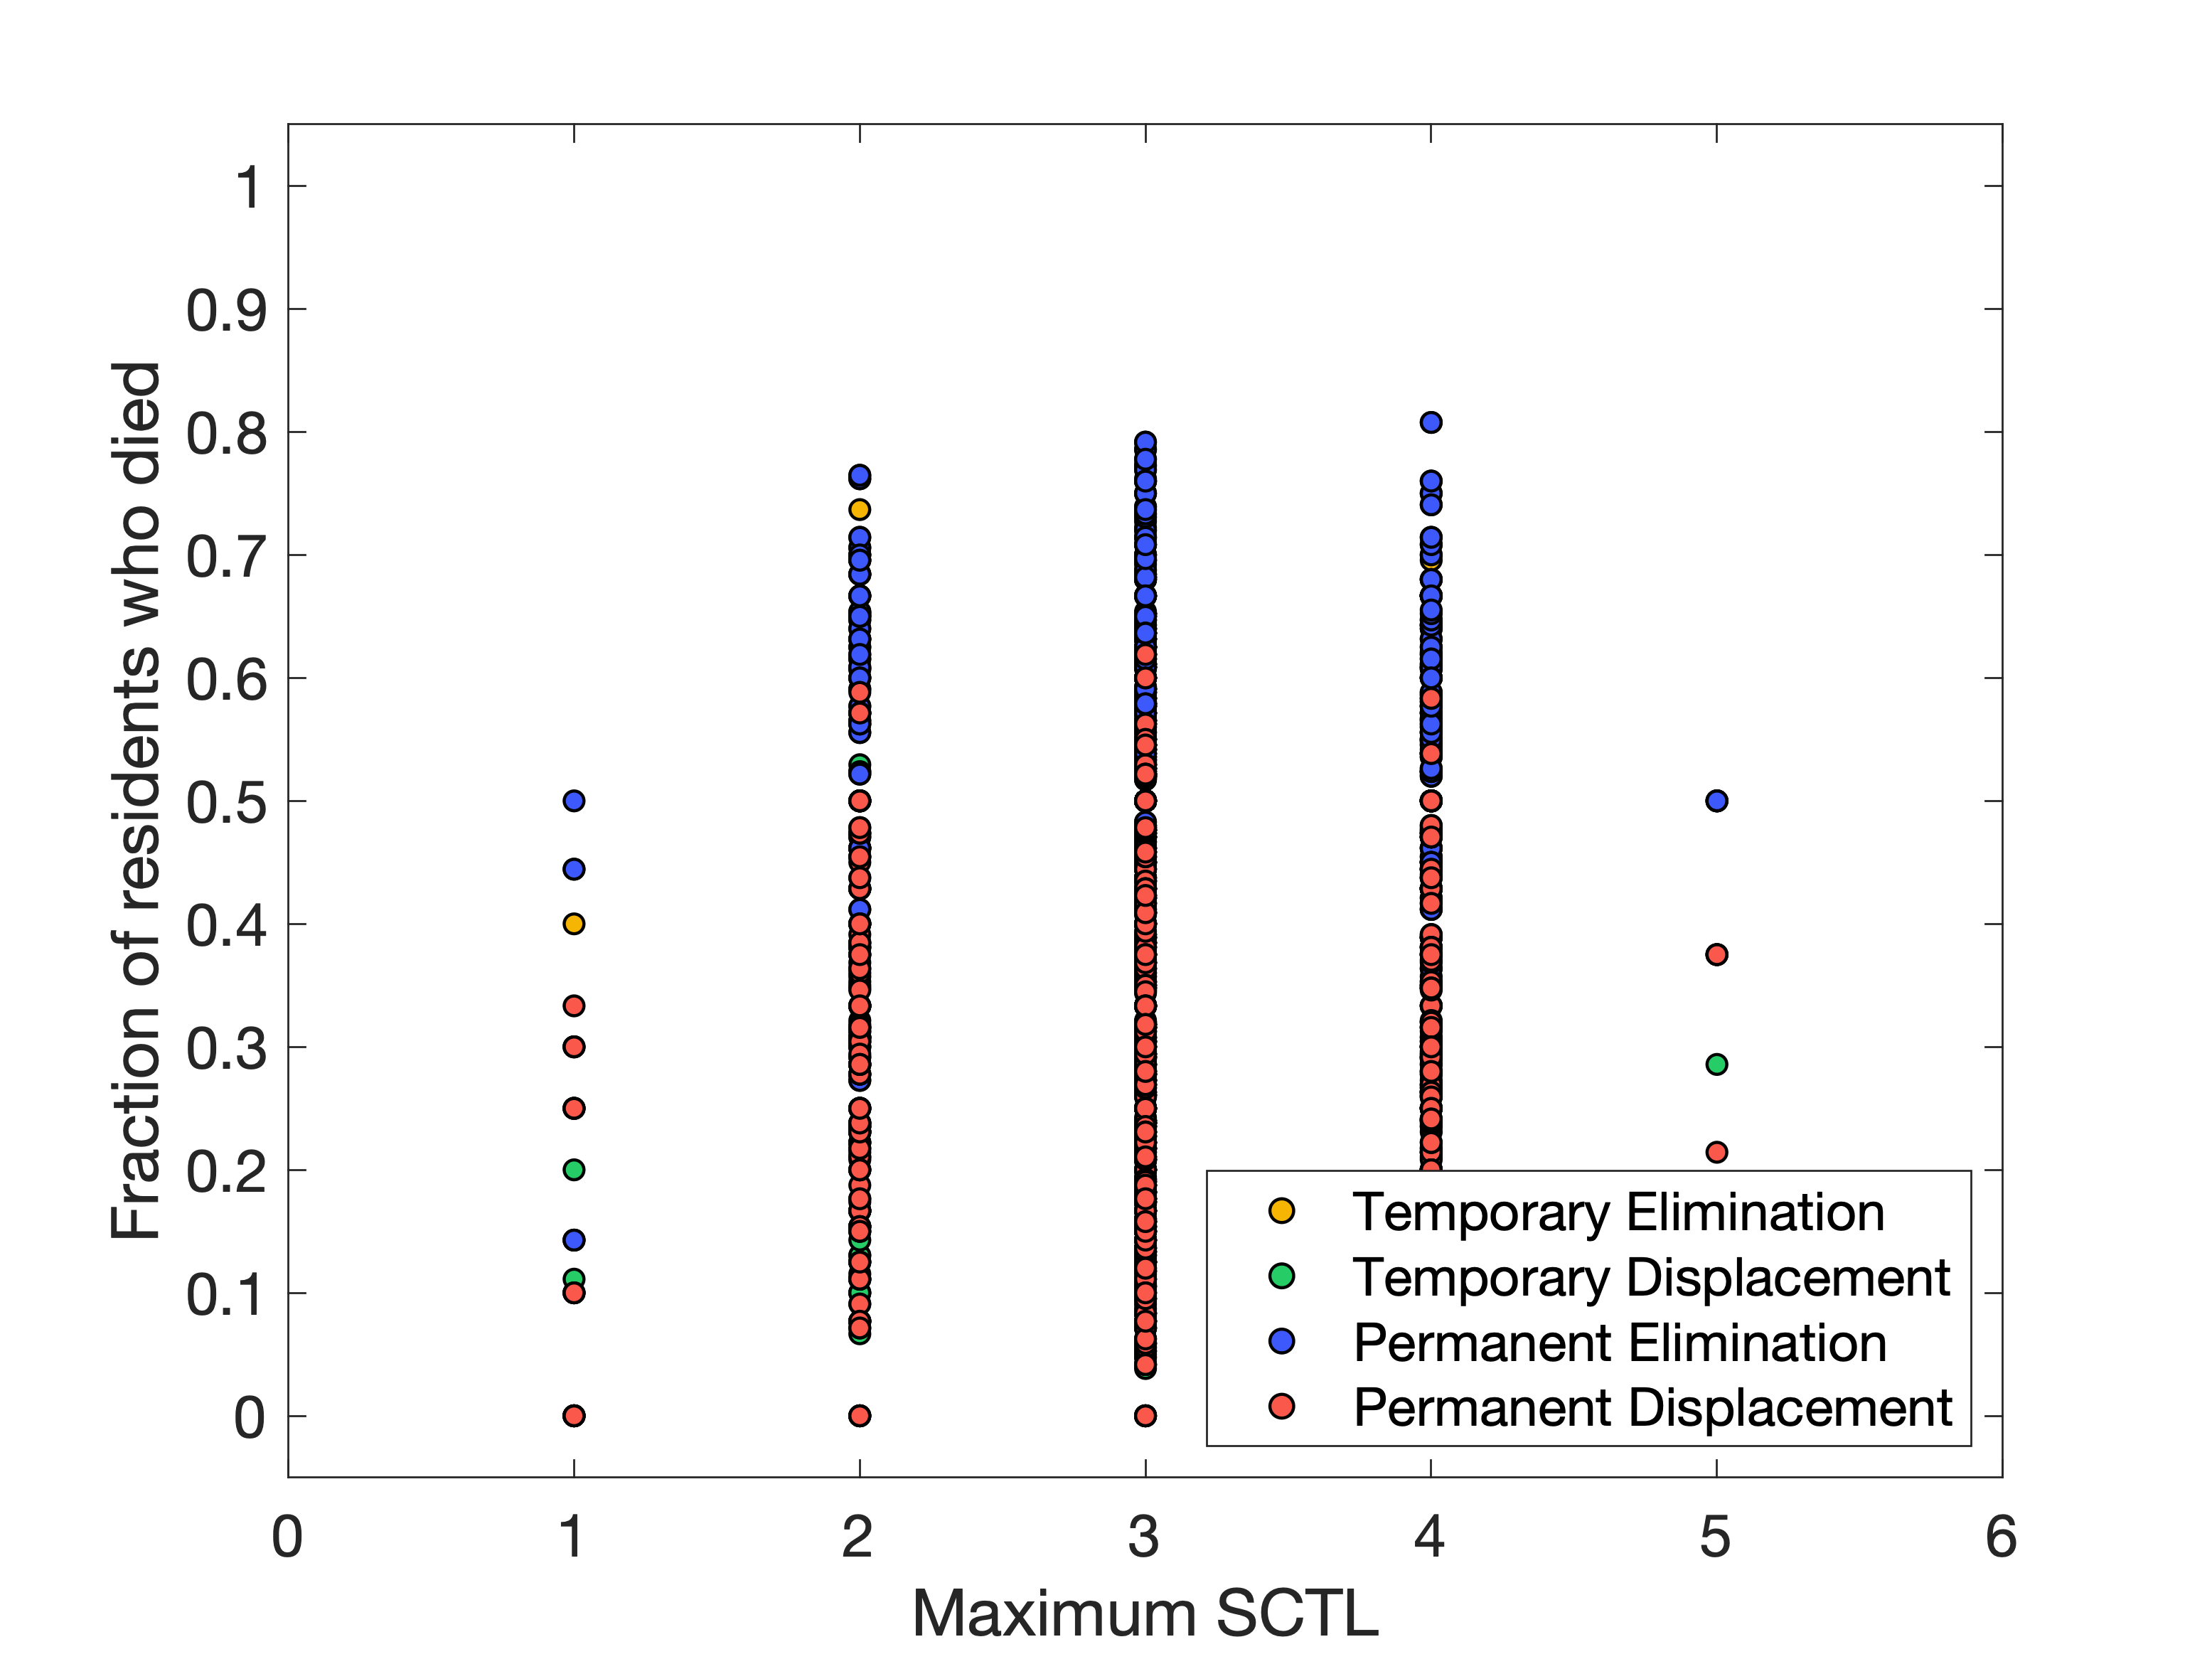 Fraction of residents who died
1
0.9
0.8
0.7
0.6
0.5
0.4
0.3
0.2
0.1
0
Temporary Elimination
Temporary Displacement
Permanent Elimination
Permanent Displacement
0 1 2 3 4 5 6
Maximum SCTL